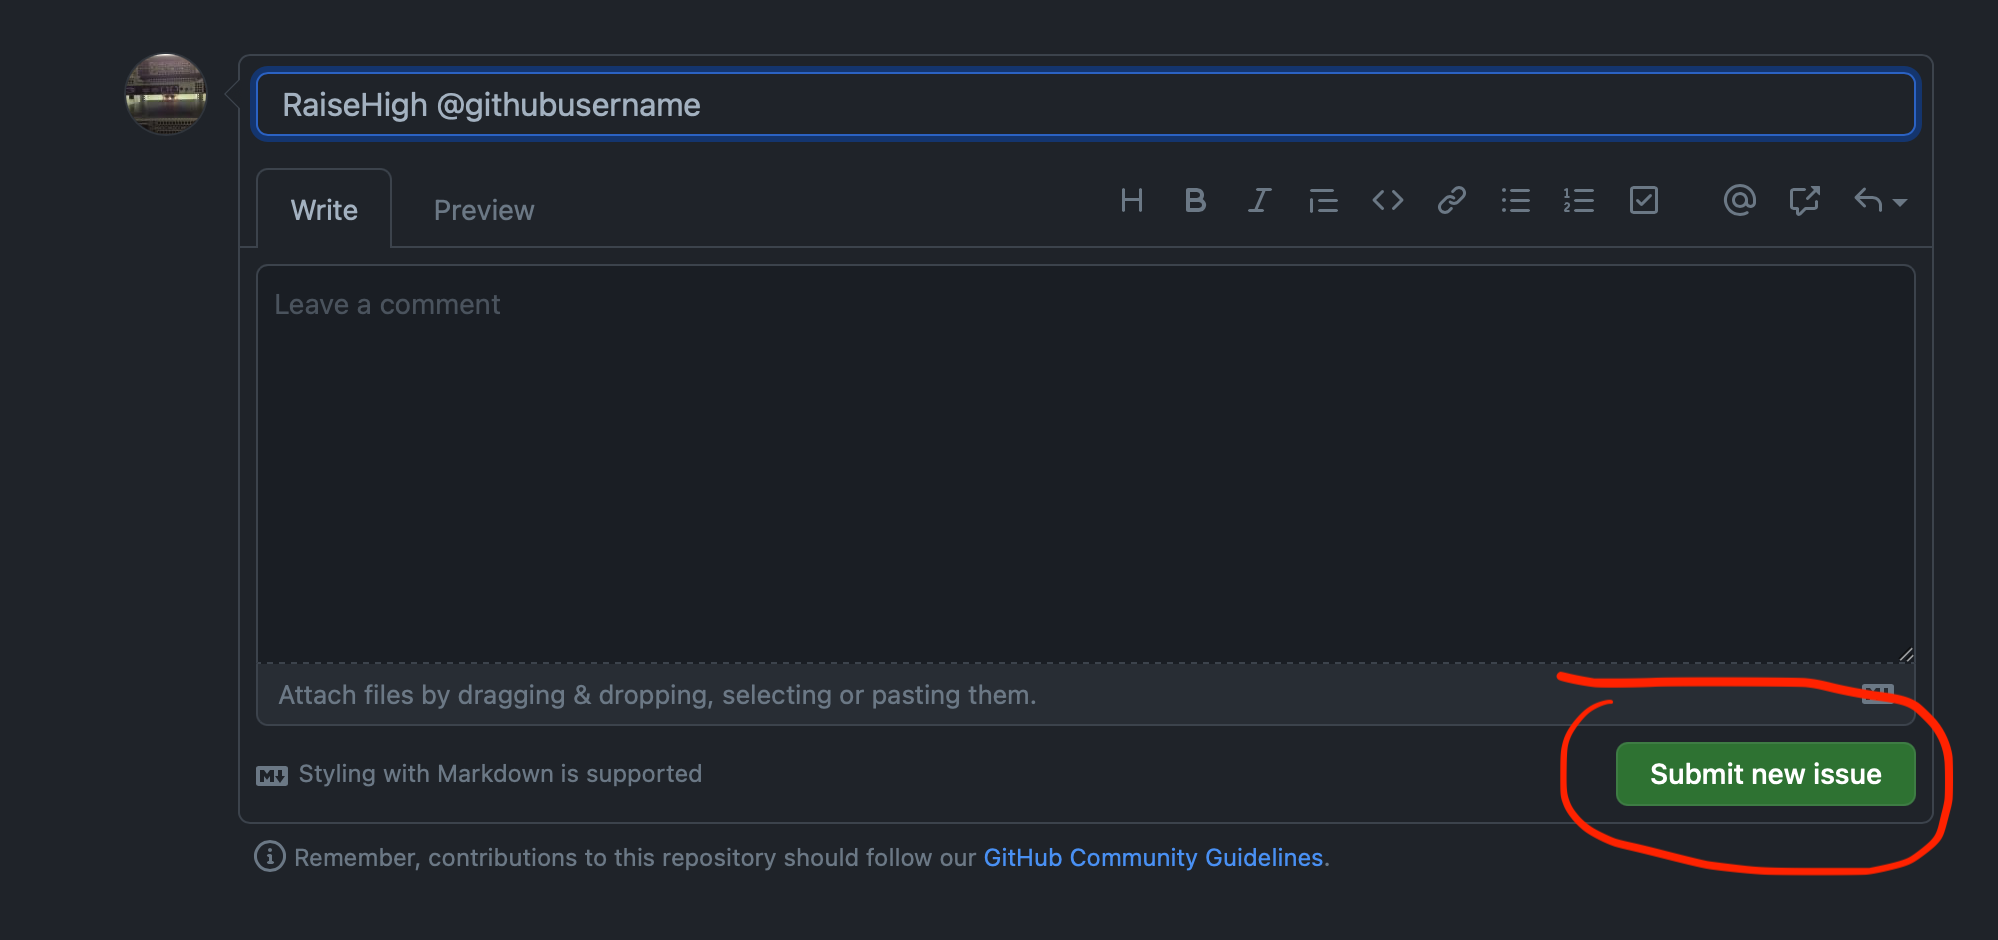 RaiseHigh @githubusername
Write
Preview
H B I
Leave a comment
Attach files by dragging & dropping, selecting or pasting them.
Styling with Markdown is supported
Submit new issue
Remember, contributions to this repository should follow our GitHub Community Guidelines.